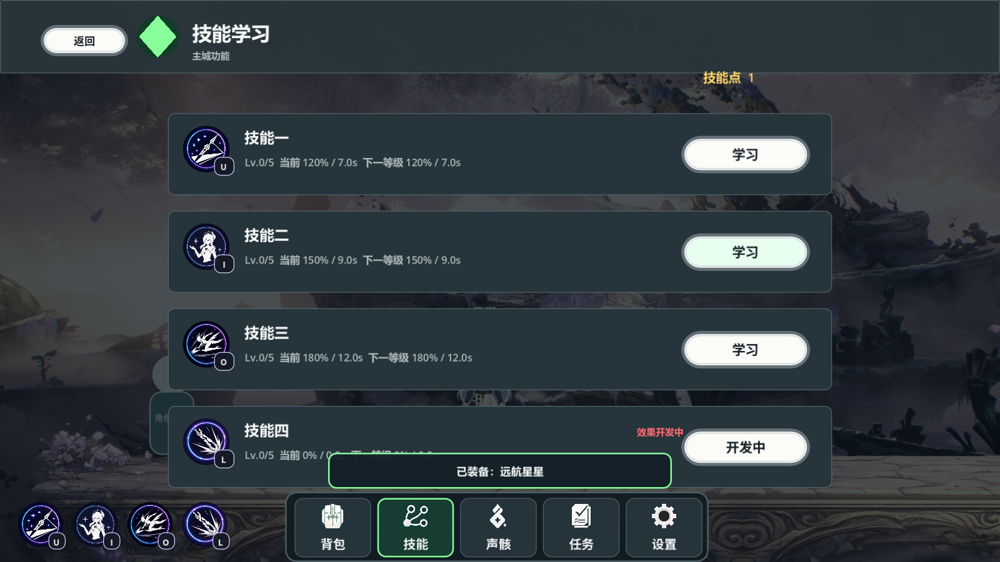 返回
技能学习
主城功能
技能点 1
技能一
Lv.0/5 当前 120% / 7.0s 下一等级 120% / 7.0s
U
学习
技能二
Lv.0/5 当前 150% / 9.0s 下一等级 150% / 9.0s
I
学习
技能三
Lv.0/5 当前 180% / 12.0s 下一等级 180% / 12.0s
O
学习
技能四
效果开发中
Lv.0/5 当前 0% /
L
开发中
已装备：远航星星
U
I
O
L
背包
技能
声骸
任务
设置